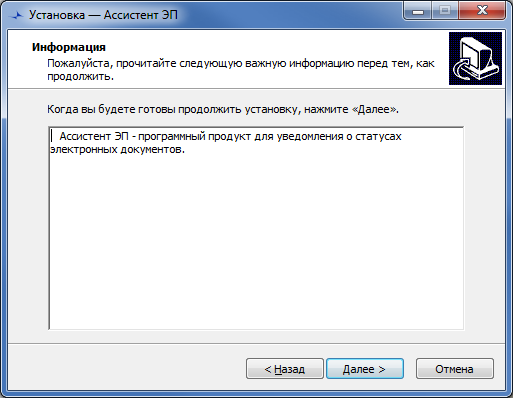 Установка — Ассистент ЭП
Информация
Пожалуйста, прочитайте следующую важную информацию перед тем, как
продолжить.
Когда вы будете готовы продолжить установку, нажмите «Далее».
Ассистент ЭП - программный продукт для уведомления о статусах
электронных документов.
< Назад
Далее >
Отмена